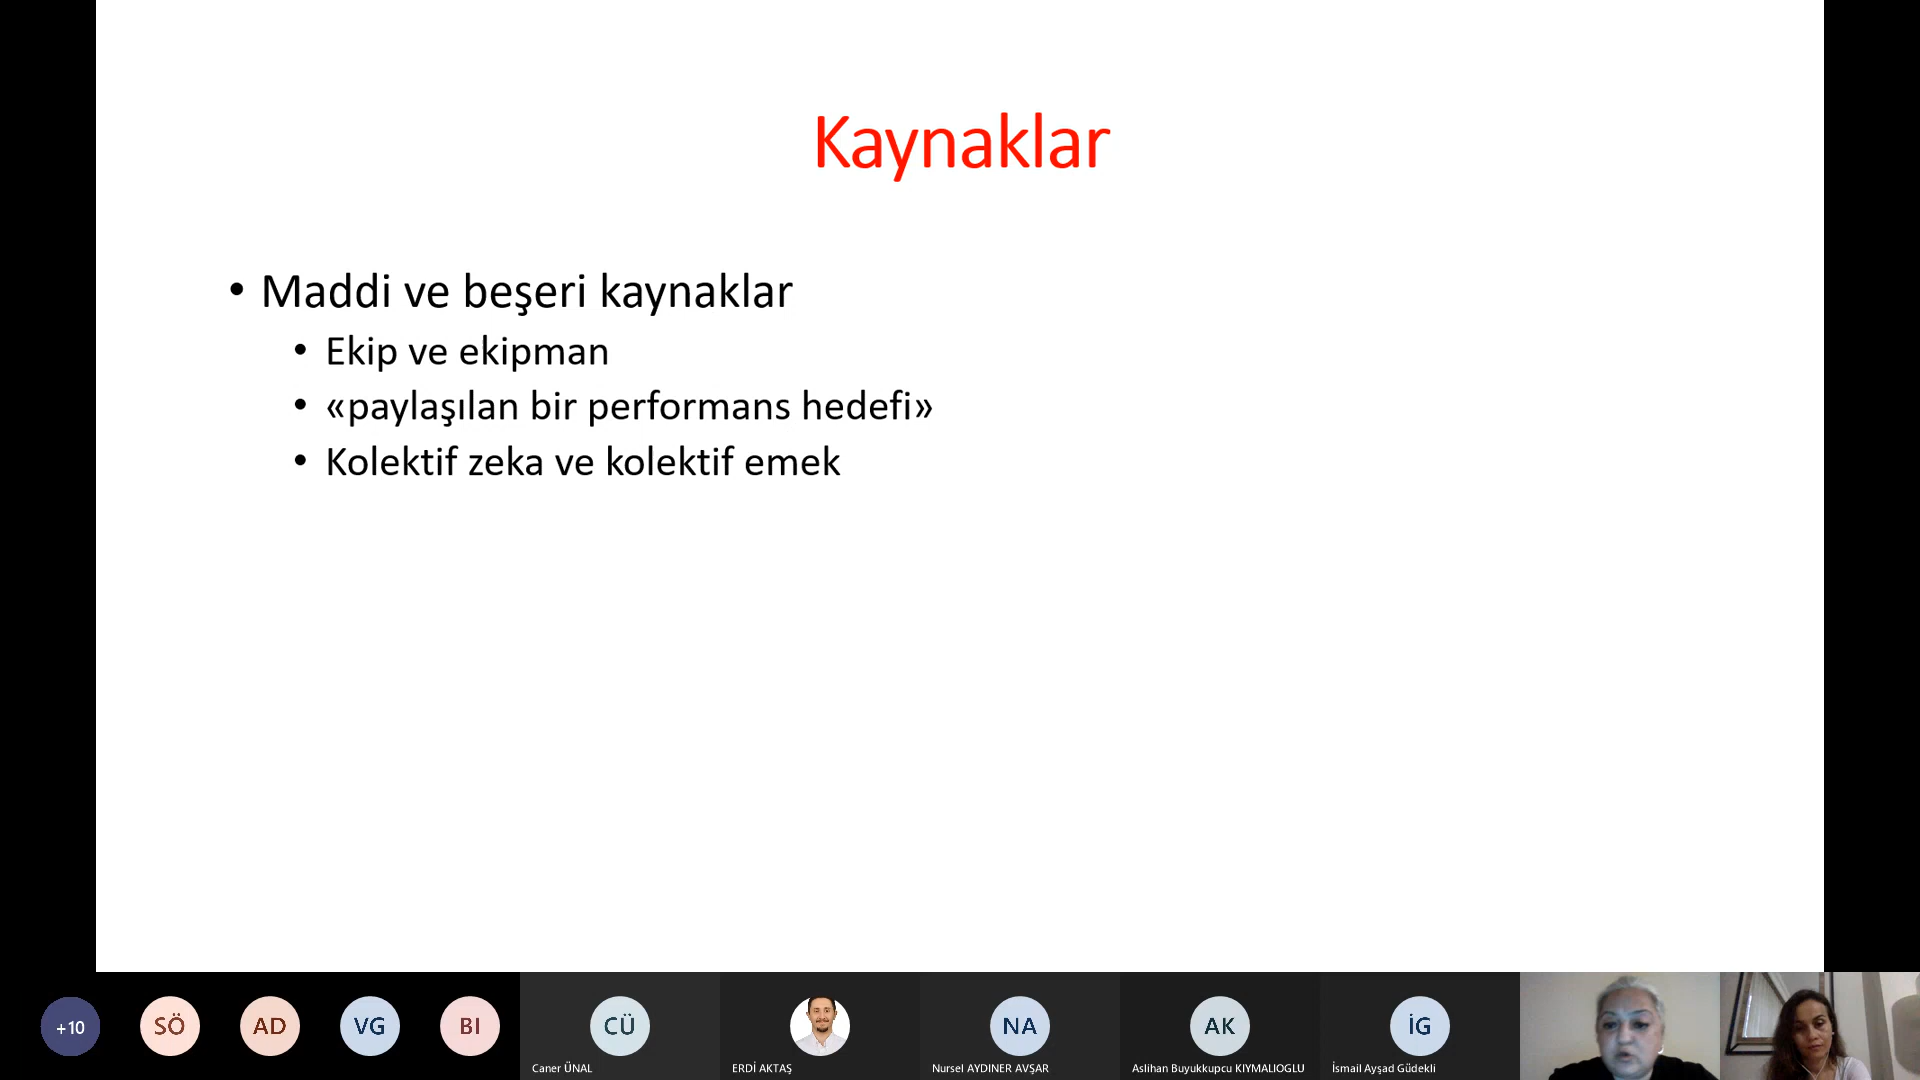 Kaynaklar
• Maddi ve beşeri kaynaklar
• Ekip ve ekipman
• «paylaşılan bir performans hedefi»
• Kolektif zeka ve kolektif emek
+10
SÖ
AD
VG
BI
CÜ
NA
AK
İG
Caner ÜNAL
ERDİ AKTAŞ
Nursel AYDINER AVŞAR
Aslihan Buyukkupcu KIYMALIOGLU
İsmail Ayşad Güdekli